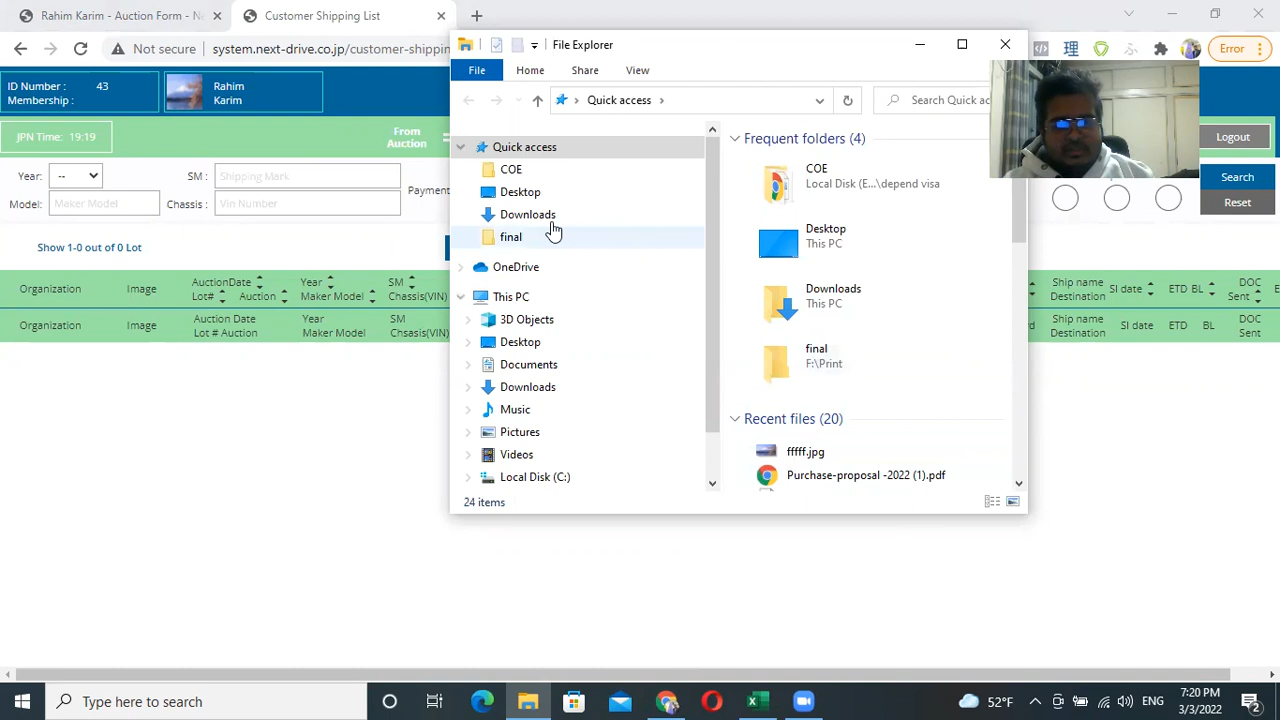 Rahim Karim - Auction Form - Ne
Customer Shipping List
Not secure
system.next-drive.co.jp/customer-shippin
Error
File Explorer
File
Home
Share
View
ID Number : 43
Membership :
Rahim
Karim
Quick access
Search Quick ac
JPN Time: 19:19
From
Auction
Logout
Year:
--
SM :
Shipping Mark
Payment
Model:
Maker Model
Chassis :
Vin Number
Search
Reset
Show 1-0 out of 0 Lot
Organization
Image
AuctionDate
Lot#
Auction
Year
Maker Model
SM
Chassis(VIN)
Ship name
Destination
SI date
ETD
BL
DOC
Sent
Organization
Image
Auction Date
Lot # Auction
Year
Maker Model
SM
Chsassis(VIN)
Ship name
Destination
SI date
ETD
BL
DOC
Sent
Quick access
COE
Desktop
Downloads
final
OneDrive
This PC
3D Objects
Desktop
Documents
Downloads
Music
Pictures
Videos
Local Disk (C:)
Frequent folders (4)
COE
Local Disk (E...\depend visa
Desktop
This PC
Downloads
This PC
final
F:\Print
Recent files (20)
fffff.jpg
Purchase-proposal -2022 (1).pdf
24 items
Type here to search
52°F
ENG
7:20 PM
3/3/2022
2